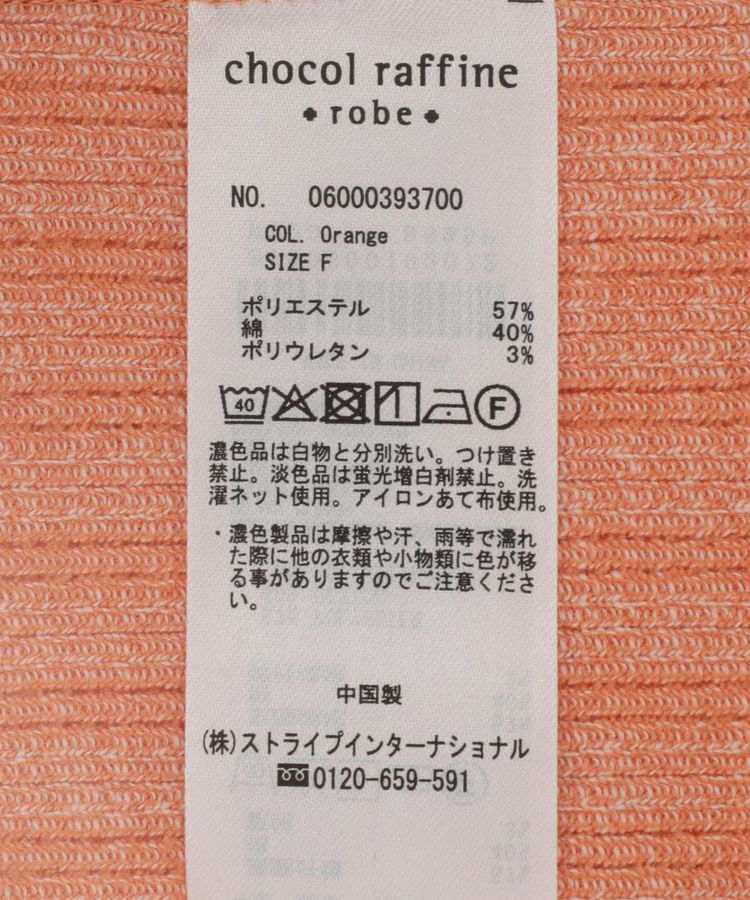 chocol raffine
robe
NO. 06000393700
COL. Orange
SIZE F
ポリエステル 57%
綿 40%
ポリウレタン 3%
40 F
濃色品は白物と分別洗い。つけ置き
禁止。淡色品は蛍光増白剤禁止。洗
濯ネット使用。アイロンあて布使用。
・濃色製品は摩擦や汗、雨等で濡れ
た際に他の衣類や小物類に色が移
る事がありますのでご注意くださ
い。
中国製
(株)ストライプインターナショナル
0120-659-591